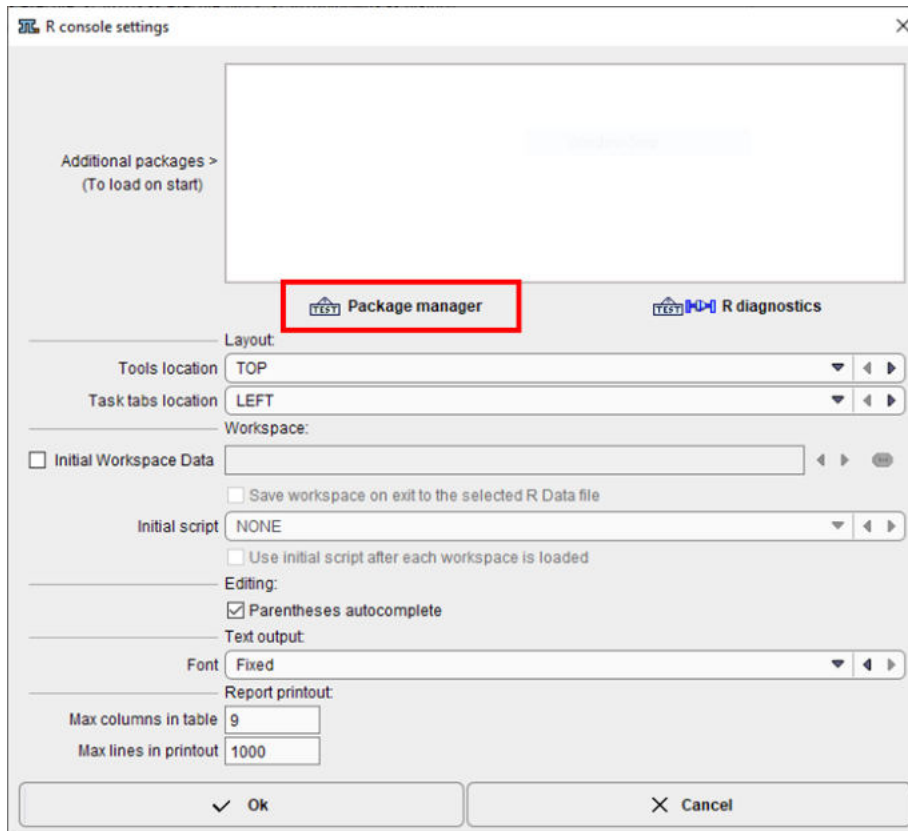 R console settings
Additional packages >
(To load on start)
TEST Package manager
TEST R diagnostics
Layout:
Tools location TOP
Task tabs location LEFT
Workspace:
Initial Workspace Data
Save workspace on exit to the selected R Data file
Initial script NONE
Use initial script after each workspace is loaded
Editing:
Parentheses autocomplete
Text output:
Font Fixed
Report printout:
Max columns in table 9
Max lines in printout 1000
Ok
Cancel